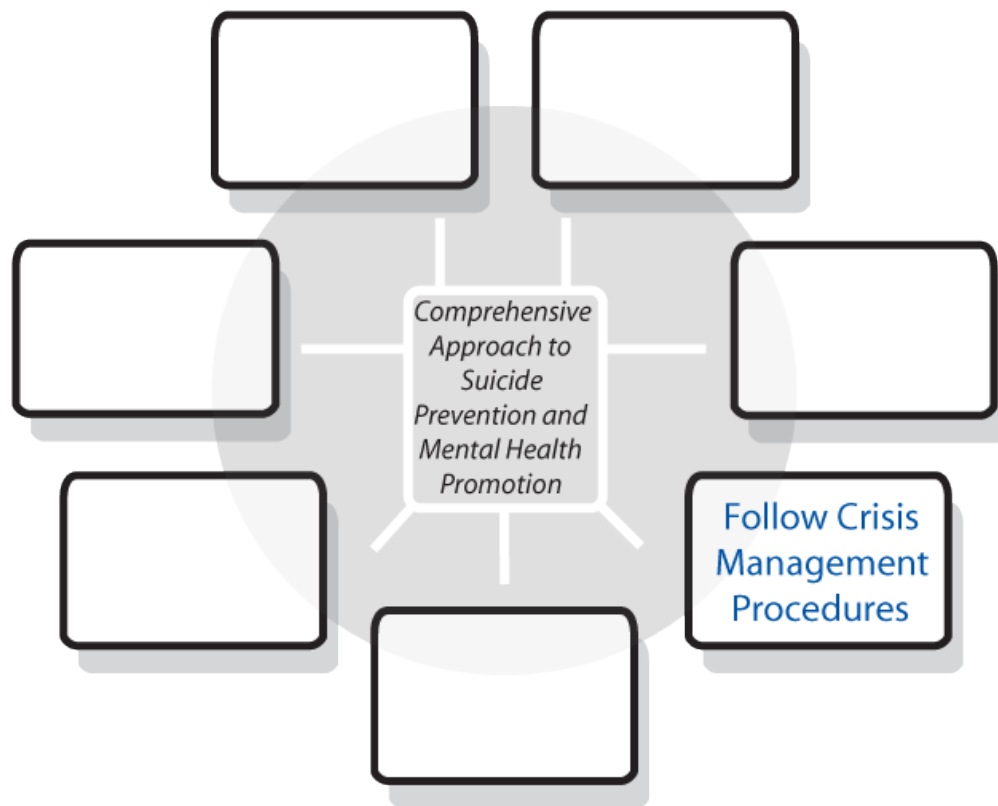 Comprehensive
Approach to
Suicide
Prevention and
Mental Health
Promotion
Follow Crisis
Management
Procedures